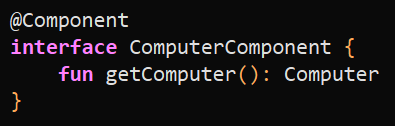 @Component
interface ComputerComponent {
    fun getComputer(): Computer
}